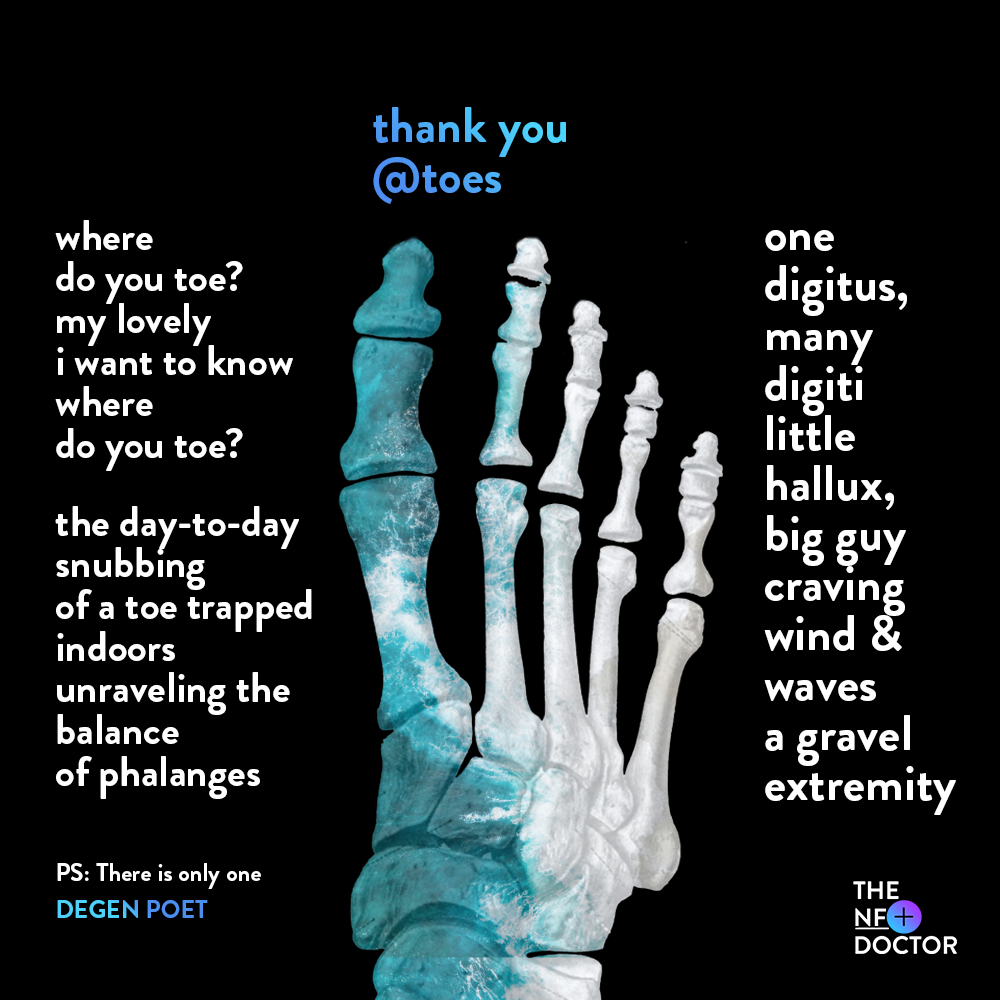 thank you
@toes
where
do you toe?
my lovely
i want to know
where
do you toe?
the day-to-day
snubbing
of a toe trapped
indoors
unraveling the
balance
of phalanges
one
digitus,
many
digiti
little
hallux,
big guy
craving
wind &
waves
a gravel
extremity
PS: There is only one
DEGEN POET
THE
NF+
DOCTOR